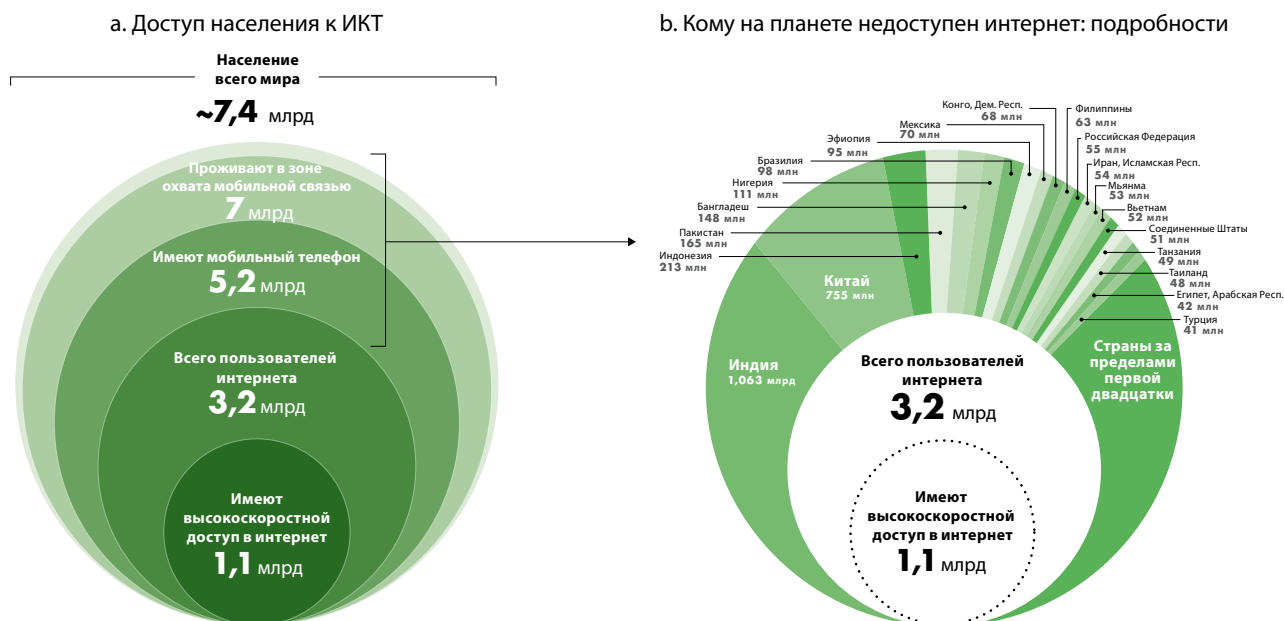 а. Доступ населения к ИКТ
Население
всего мира
~7,4 млрд
Проживают в зоне
охвата мобильной связью
7 млрд
Имеют мобильный телефон
5,2 млрд
Всего пользователей
интернета
3,2 млрд
Имеют
высокоскоростной
доступ в интернет
1,1 млрд
b. Кому на планете недоступен интернет: подробности
Конго, Дем. Респ.
68 млн
Мексика
70 млн
Эфиопия
95 млн
Бразилия
98 млн
Нигерия
111 млн
Бангладеш
148 млн
Пакистан
165 млн
Индонезия
213 млн
Филиппины
63 млн
Российская Федерация
55 млн
Иран, Исламская Респ.
54 млн
Мьянма
53 млн
Вьетнам
52 млн
Соединенные Штаты
51 млн
Танзания
49 млн
Таиланд
48 млн
Египет, Арабская Респ.
42 млн
Турция
41 млн
Китай
755 млн
Индия
1,063 млрд
Страны за
пределами
первой
двадцатки
Всего пользователей
интернета
3,2 млрд
Имеют
высокоскоростной
доступ в интернет
1,1 млрд